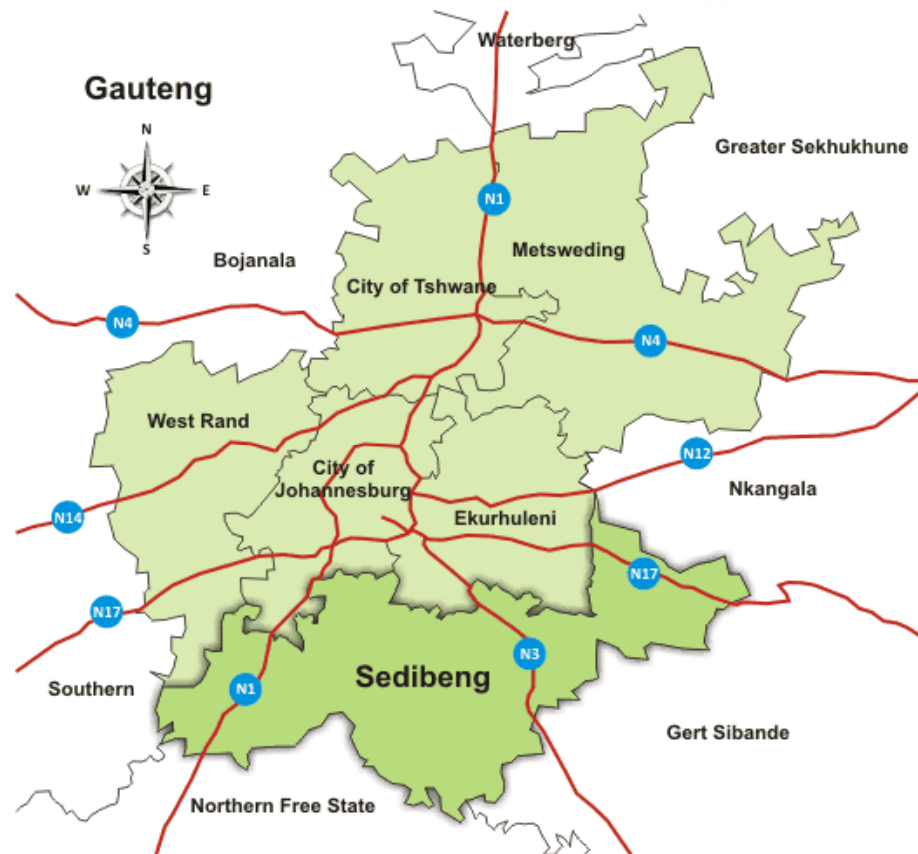 Waterberg
Gauteng
N
W
E
S
Greater Sekhukhune
N1
Metsweding
Bojanala
City of Tshwane
N4
N4
West Rand
N12
City of
Johannesburg
Nkangala
N14
Ekurhuleni
N17
N17
Sedibeng
Southern
N1
N3
Gert Sibande
Northern Free State